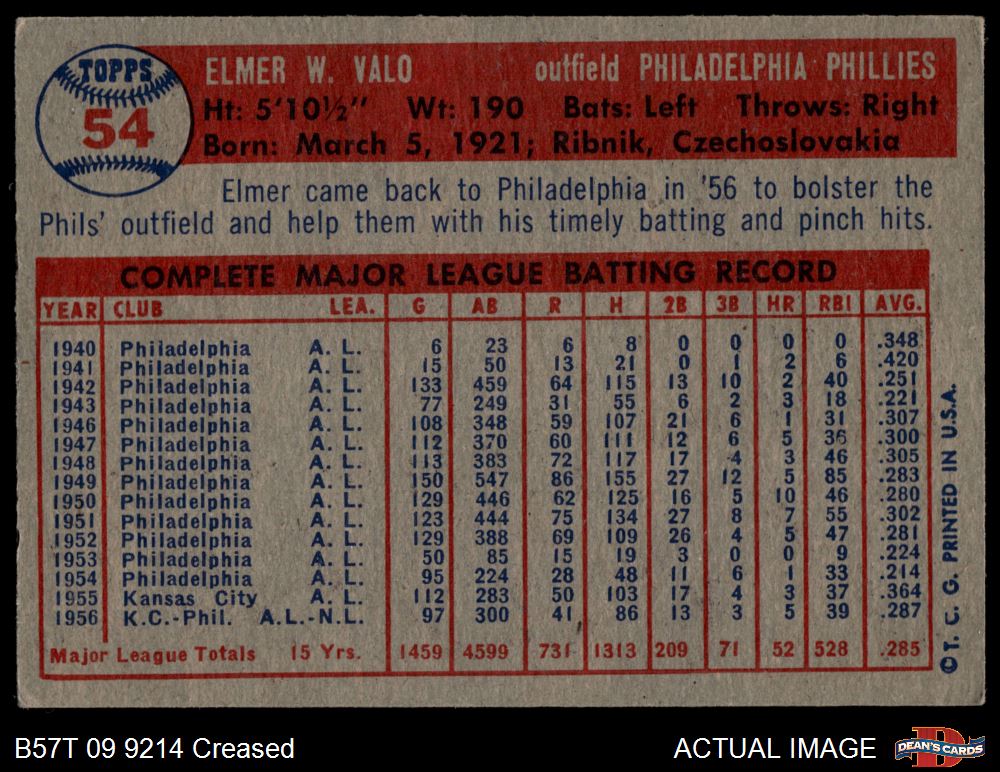 TOPPS
54
ELMER W. VALO outfield PHILADELPHIA PHILLIES
Ht: 5'10½" Wt: 190 Bats: Left Throws: Right
Born: March 5, 1921; Ribnik, Czechoslovakia
Elmer came back to Philadelphia in '56 to bolster the
Phils' outfield and help them with his timely batting and pinch hits.
COMPLETE MAJOR LEAGUE BATTING RECORD
YEAR CLUB LEA. G AB R H 2B 3B HR RBI AVG.
1940 Philadelphia A. L. 6 23 6 8 0 0 0 0 .348
1941 Philadelphia A. L. 15 50 13 21 0 1 2 6 .420
1942 Philadelphia A. L. 133 459 64 115 13 10 2 40 .251
1943 Philadelphia A. L. 77 249 31 55 6 2 3 18 .221
1946 Philadelphia A. L. 108 348 59 107 21 6 1 31 .307
1947 Philadelphia A. L. 112 370 60 111 12 6 5 36 .300
1948 Philadelphia A. L. 113 383 72 117 17 4 3 46 .305
1949 Philadelphia A. L. 150 547 86 155 27 12 5 85 .283
1950 Philadelphia A. L. 129 446 62 125 16 5 10 46 .280
1951 Philadelphia A. L. 123 444 75 134 27 8 7 55 .302
1952 Philadelphia A. L. 129 388 69 109 26 4 5 47 .281
1953 Philadelphia A. L. 50 85 15 19 3 0 0 9 .224
1954 Philadelphia A. L. 95 224 28 48 11 6 1 33 .214
1955 Kansas City A. L. 112 283 50 103 17 4 3 37 .364
1956 K.C.-Phil. A.L.-N.L. 97 300 41 86 13 3 5 39 .287
Major League Totals 15 Yrs. 1459 4599 731 1313 209 71 52 528 .285
© T. C. G. PRINTED IN U.S.A.
B57T 09 9214 Creased
ACTUAL IMAGE
DEAN'S CARDS